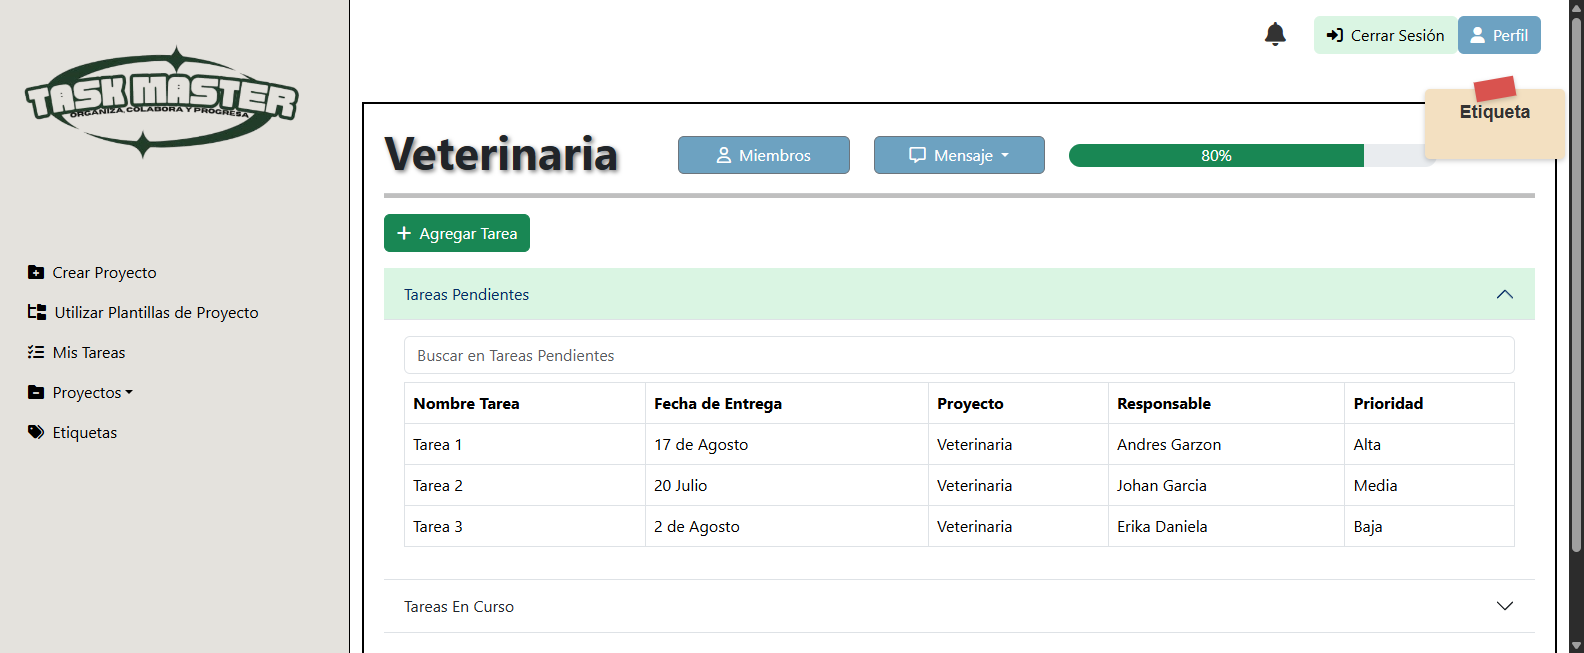 TASK MASTER
ORGANIZA, COLABORA Y PROGRESA
Crear Proyecto
Utilizar Plantillas de Proyecto
Mis Tareas
Proyectos
Etiquetas
Cerrar Sesión
Perfil
Etiqueta
Veterinaria
Miembros
Mensaje
80%
Agregar Tarea
Tareas Pendientes
Buscar en Tareas Pendientes
Nombre Tarea Fecha de Entrega Proyecto Responsable Prioridad
Tarea 1 17 de Agosto Veterinaria Andres Garzon Alta
Tarea 2 20 Julio Veterinaria Johan Garcia Media
Tarea 3 2 de Agosto Veterinaria Erika Daniela Baja
Tareas En Curso